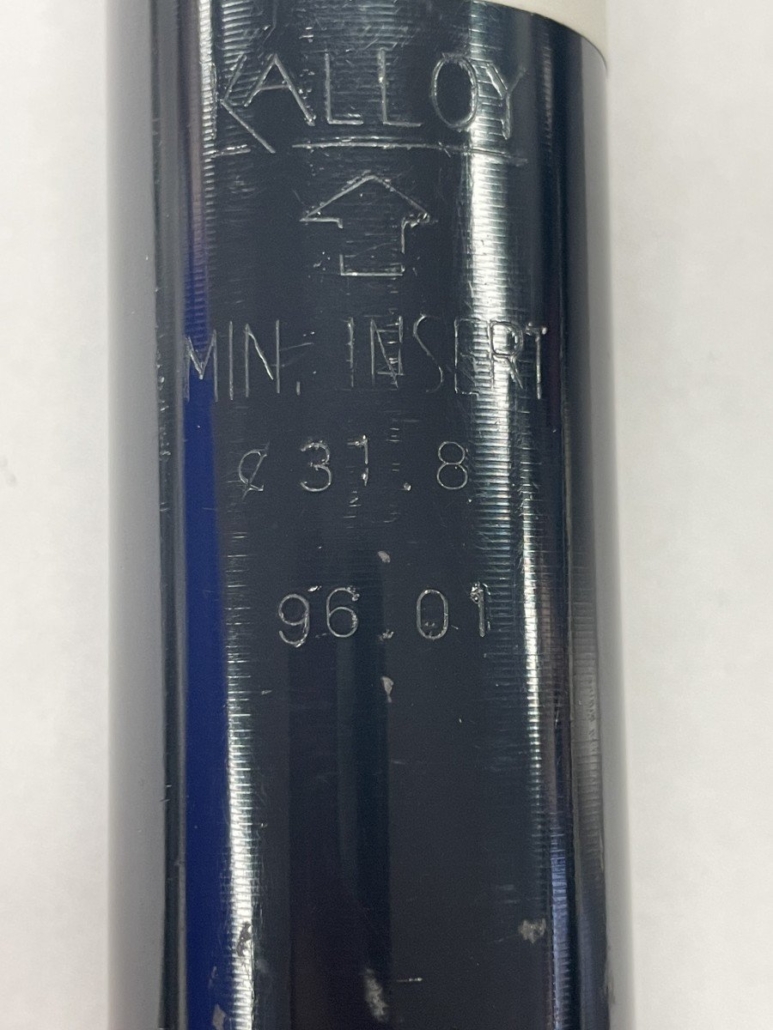 KALLOY
MIN. INSERT
¢ 31.8
96.01